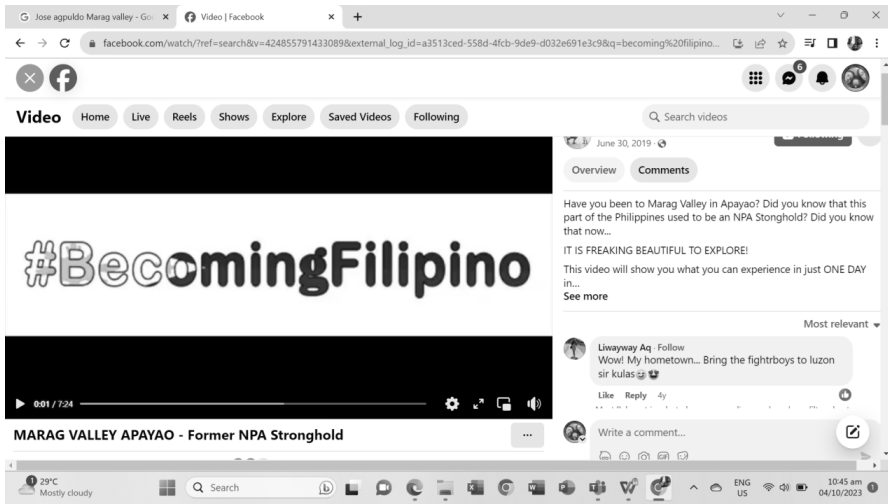 Jose agpuldo Marag valley - Goo
Video | Facebook
facebook.com/watch/?ref=search&v=424855791433089&external_log_id=a3513ced-558d-4fcb-9de9-d032e691e3c9&q=becoming%20filipino...
6
Video Home Live Reels Shows Explore Saved Videos Following Search videos
#BecomingFilipino
0:01 / 7:24
MARAG VALLEY APAYAO - Former NPA Stronghold
June 30, 2019
Following
Overview Comments
Have you been to Marag Valley in Apayao? Did you know that this
part of the Philippines used to be an NPA Stonghold? Did you know
that now...
IT IS FREAKING BEAUTIFUL TO EXPLORE!
This video will show you what you can experience in just ONE DAY
in...
See more
Most relevant
Liwayway Aq · Follow
Wow! My hometown... Bring the fightrboys to luzon
sir kulas
Like Reply 4y
Write a comment...
1
29°C
Mostly cloudy
Search
ENG
US
10:45 am
04/10/2023